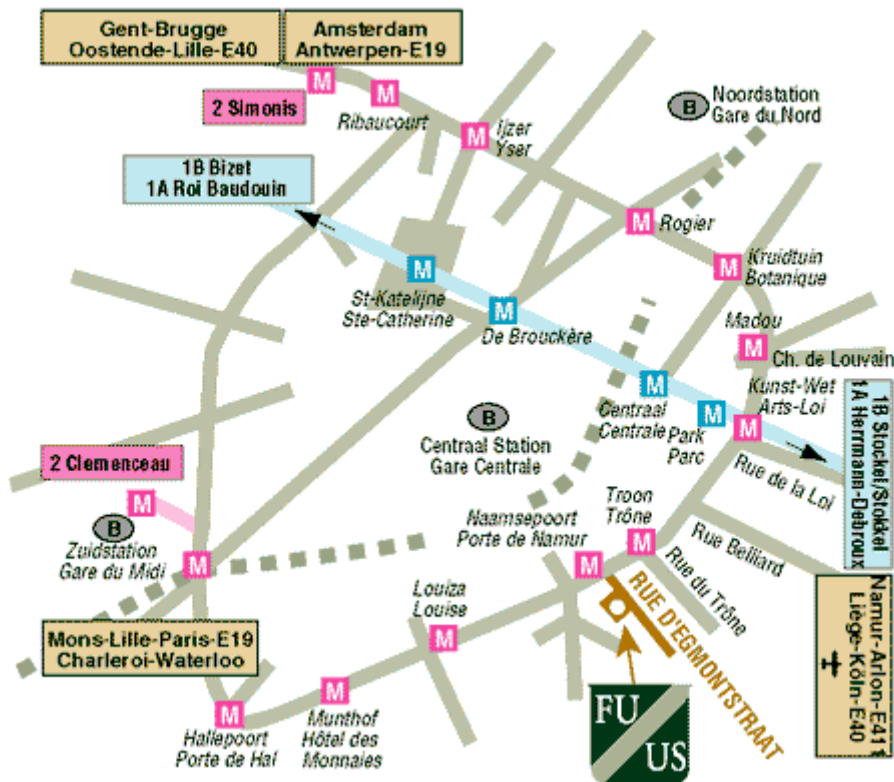 Gent-Brugge
Oostende-Lille-E40
Amsterdam
Antwerpen-E19
M
2 Simonis
M
Ribaucourt
M
ijzer
Yser
B
Noordstation
Gare du Nord
1B Bizet
1A Roi Baudouin
M
Rogier
M
Kruidtuin
Botanique
M
St-Katelijne
Ste-Catherine
M
De Brouckère
Madou
M
Ch. de Louvain
M
Centraal
Centrale
M
Park
Parc
Kunst-Wet
Arts-Loi
M
1B Stockel/Stokkel
1A Herrmann-Debroux
B
Centraal Station
Gare Centrale
Rue de la Loi
2 Clemenceau
M
B
Zuidstation
Gare du Midi
M
Naamsepoort
Porte de Namur
M
Troon
Trône
M
Rue Belliard
Rue du Trône
RUE D'EGMONTSTRAAT
Louiza
Louise
M
Namur-Arlon-E411
Liège-Köln-E40
Mons-Lille-Paris-E19
Charleroi-Waterloo
M
Hallepoort
Porte de Hal
M
Munthof
Hôtel des
Monnaies
FU
US